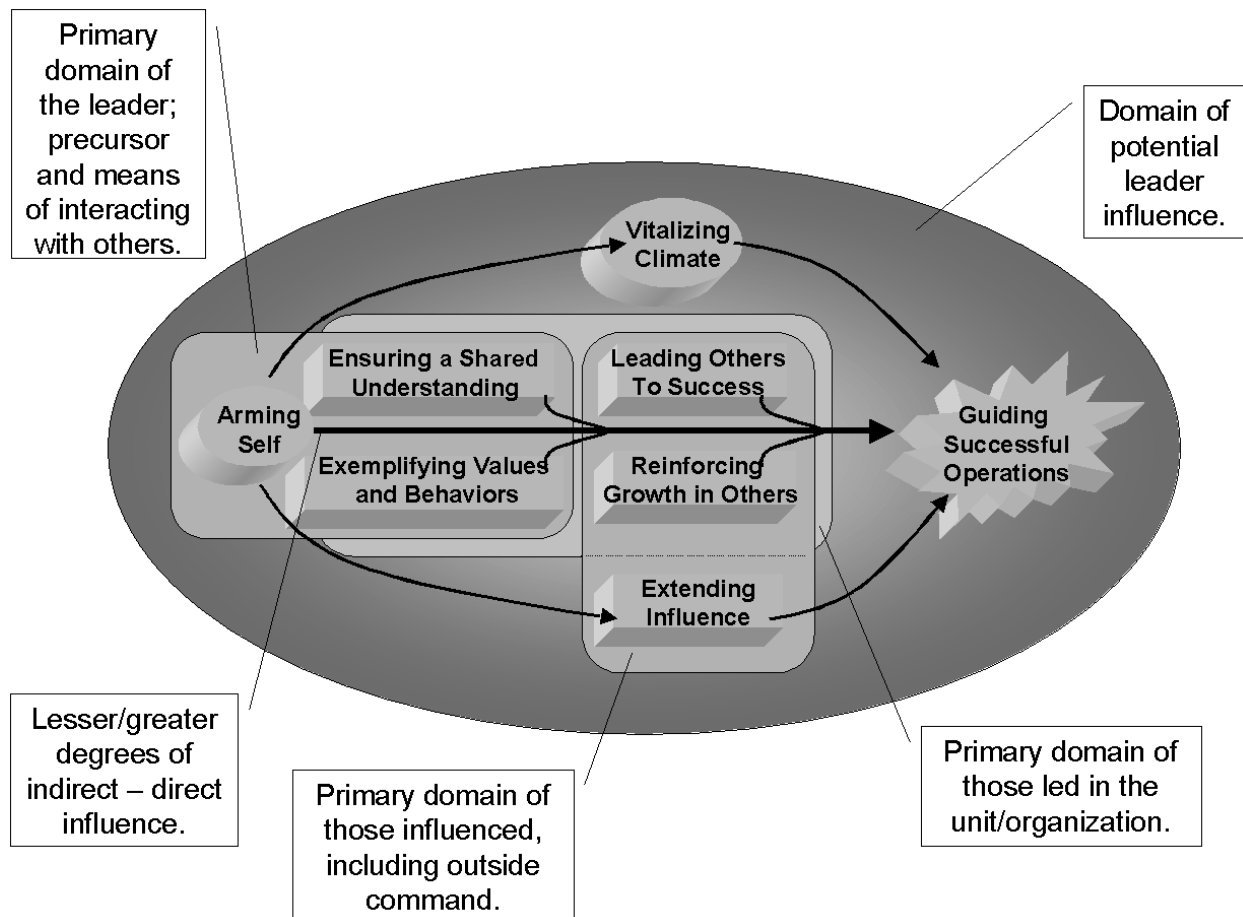 Primary
domain of
the leader;
precursor
and means
of interacting
with others.
Domain of
potential
leader
influence.
Vitalizing
Climate
Ensuring a Shared
Understanding
Leading Others
To Success
Arming
Self
Guiding
Successful
Operations
Exemplifying Values
and Behaviors
Reinforcing
Growth in Others
Extending
Influence
Lesser/greater
degrees of
indirect – direct
influence.
Primary domain of
those influenced,
including outside
command.
Primary domain of
those led in the
unit/organization.